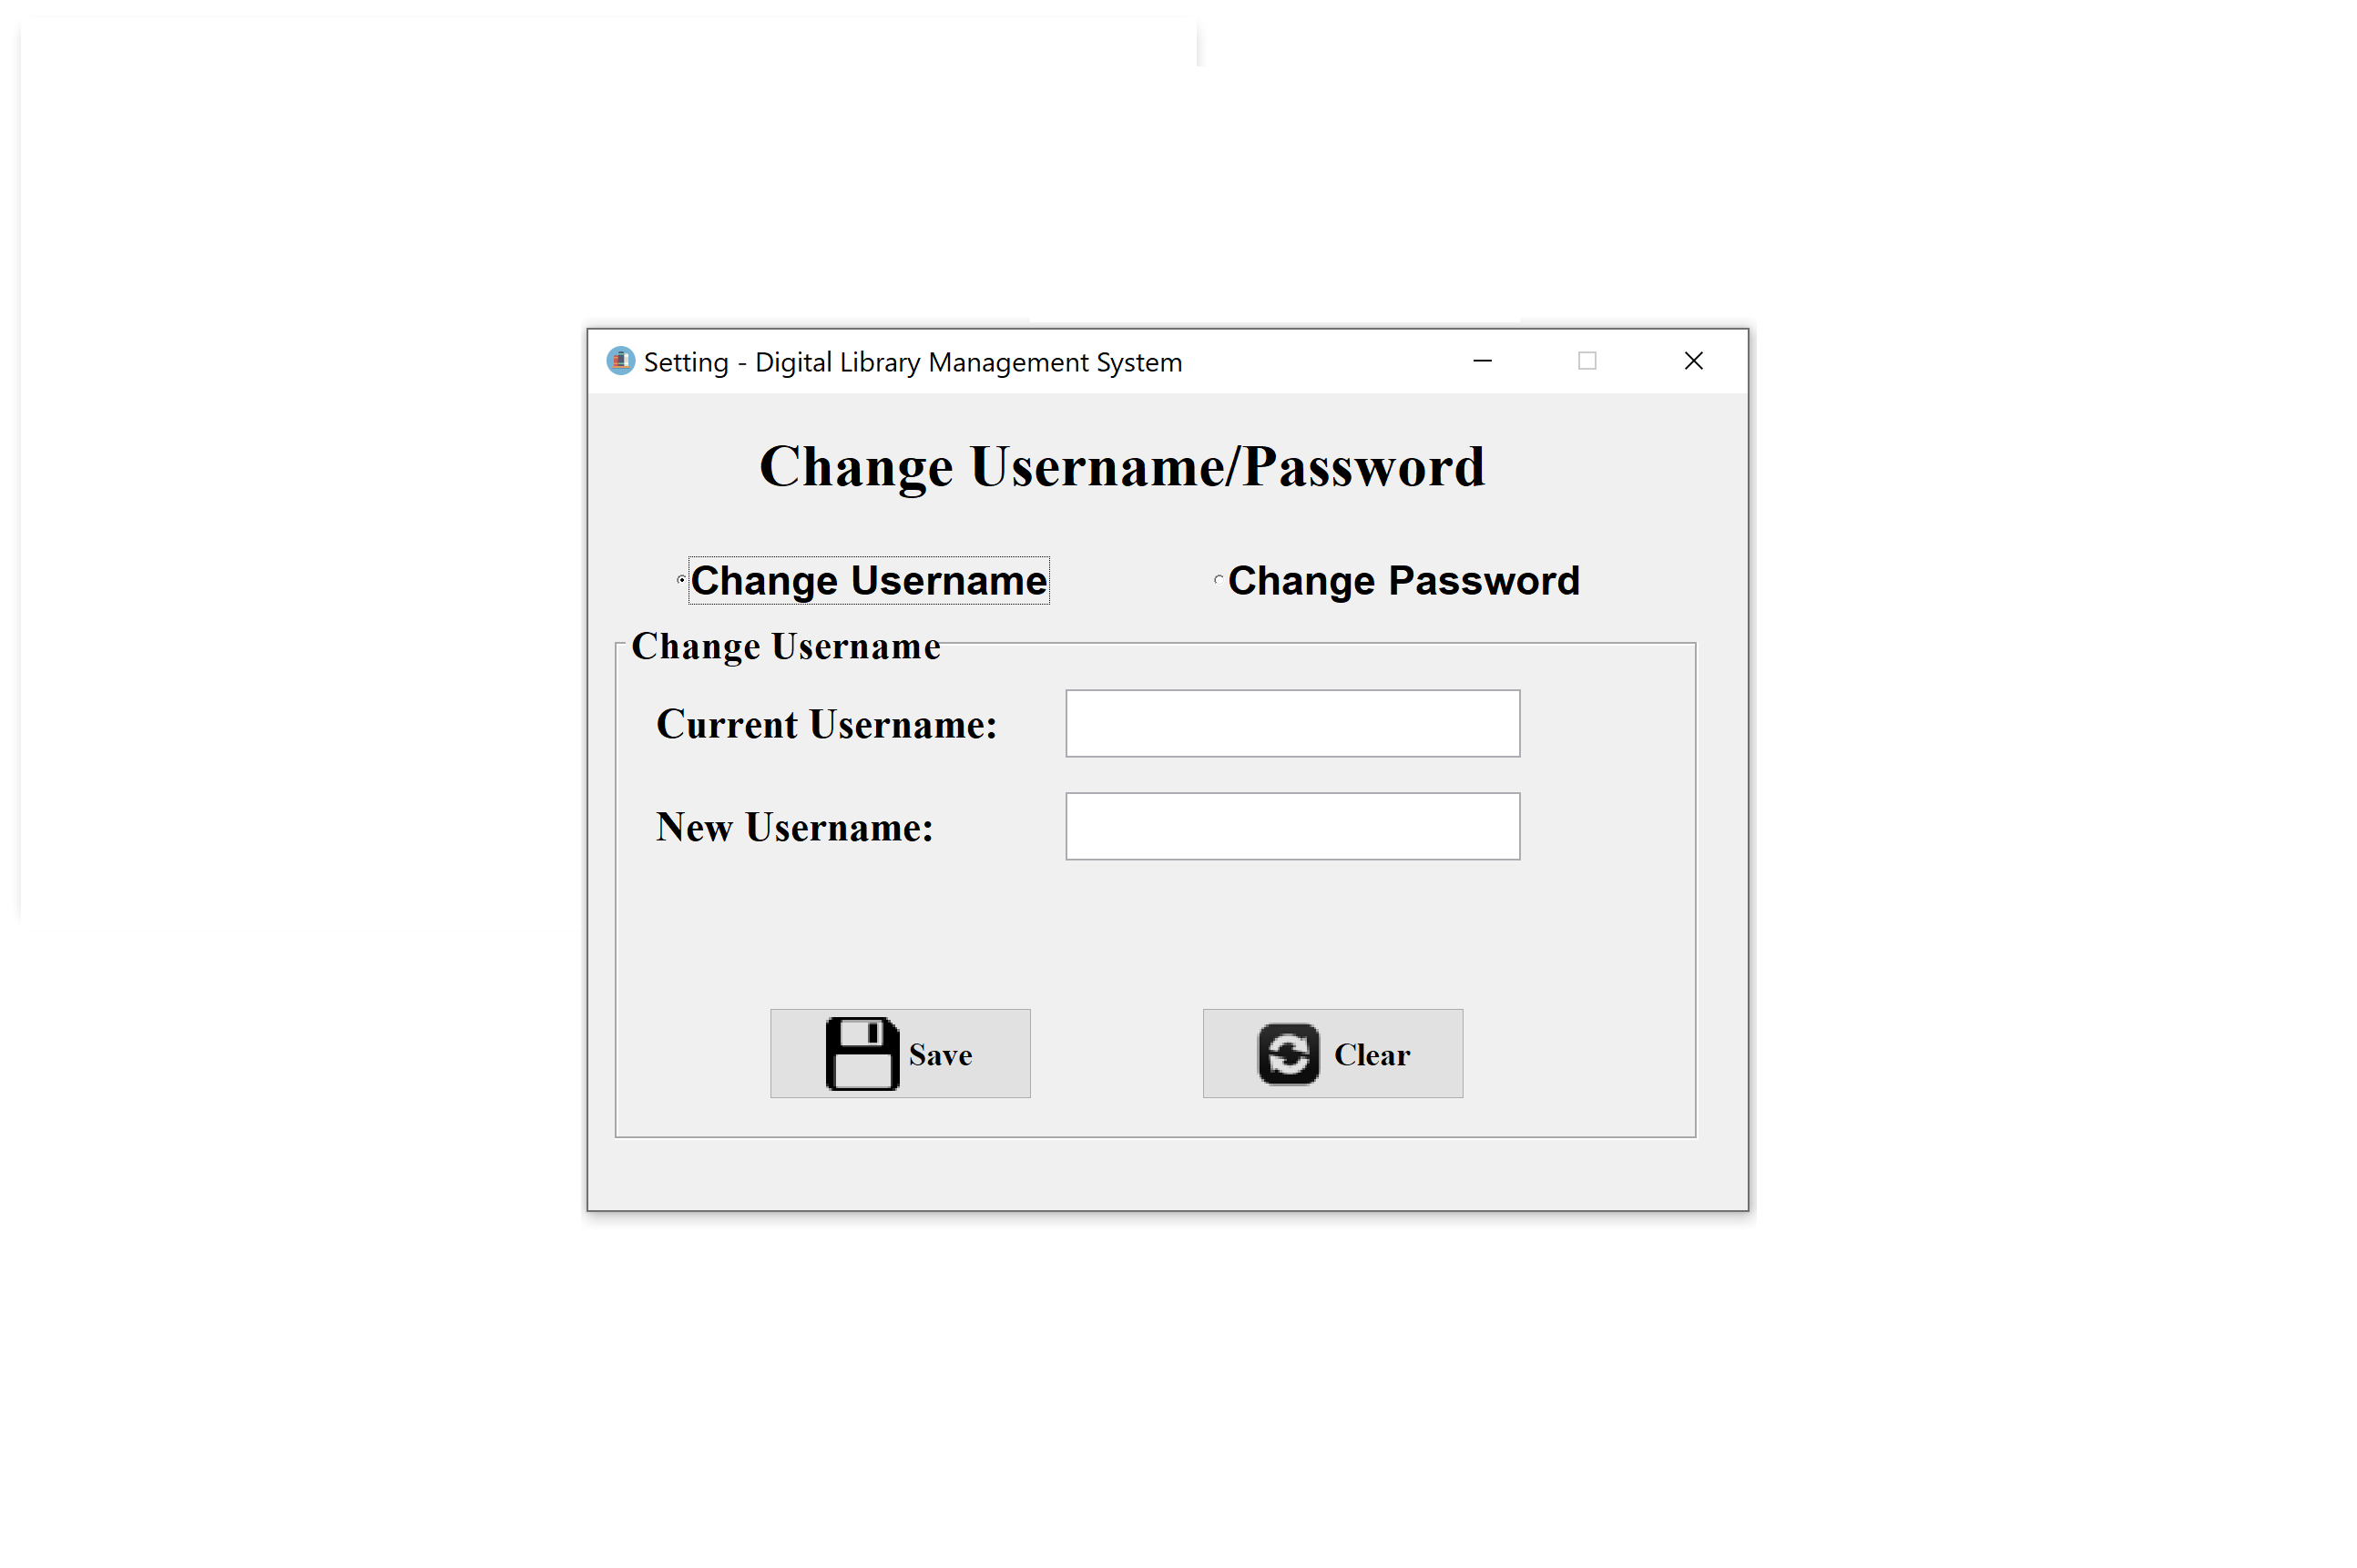 Setting - Digital Library Management System
Change Username/Password
Change Username
Change Password
Change Username
Current Username:
New Username:
Save
Clear